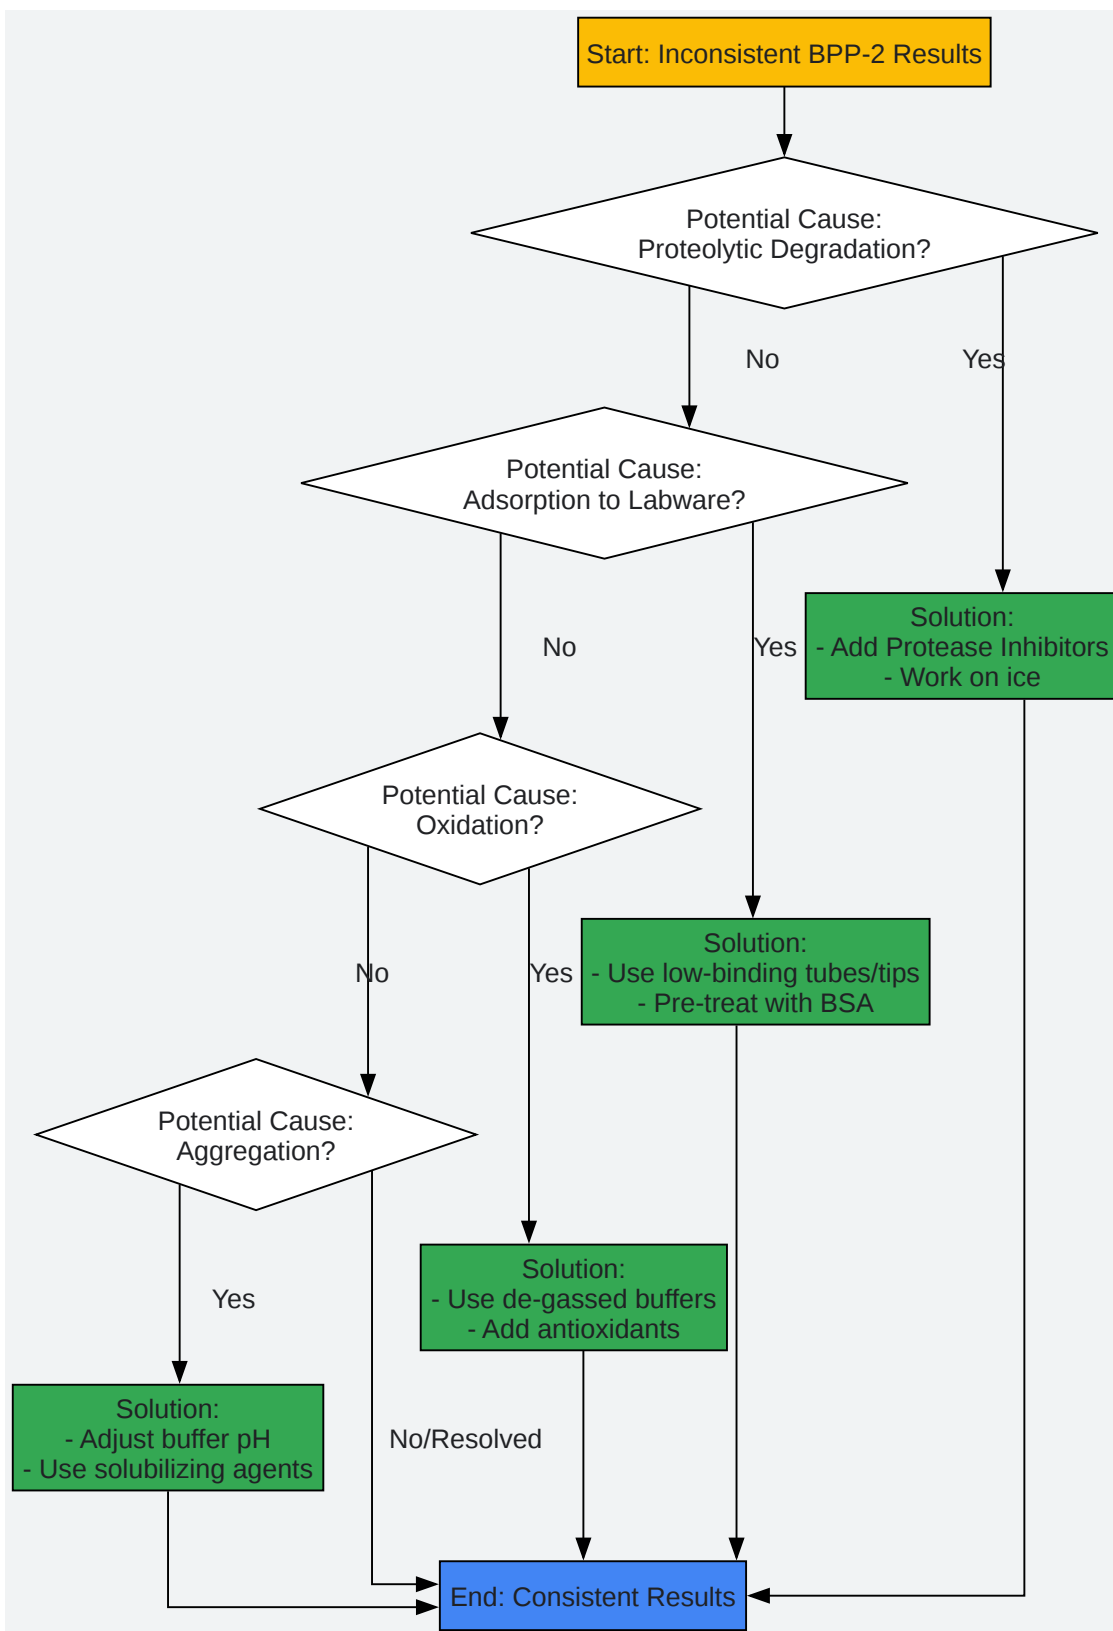 Start: Inconsistent BPP-2 Results
Potential Cause:
Proteolytic Degradation?
No
Yes
Potential Cause:
Adsorption to Labware?
Solution:
- Add Protease Inhibitors
- Work on ice
No
Yes
Potential Cause:
Oxidation?
Solution:
- Use low-binding tubes/tips
- Pre-treat with BSA
No
Yes
Potential Cause:
Aggregation?
Solution:
- Use de-gassed buffers
- Add antioxidants
Yes
Solution:
- Adjust buffer pH
- Use solubilizing agents
No/Resolved
End: Consistent Results